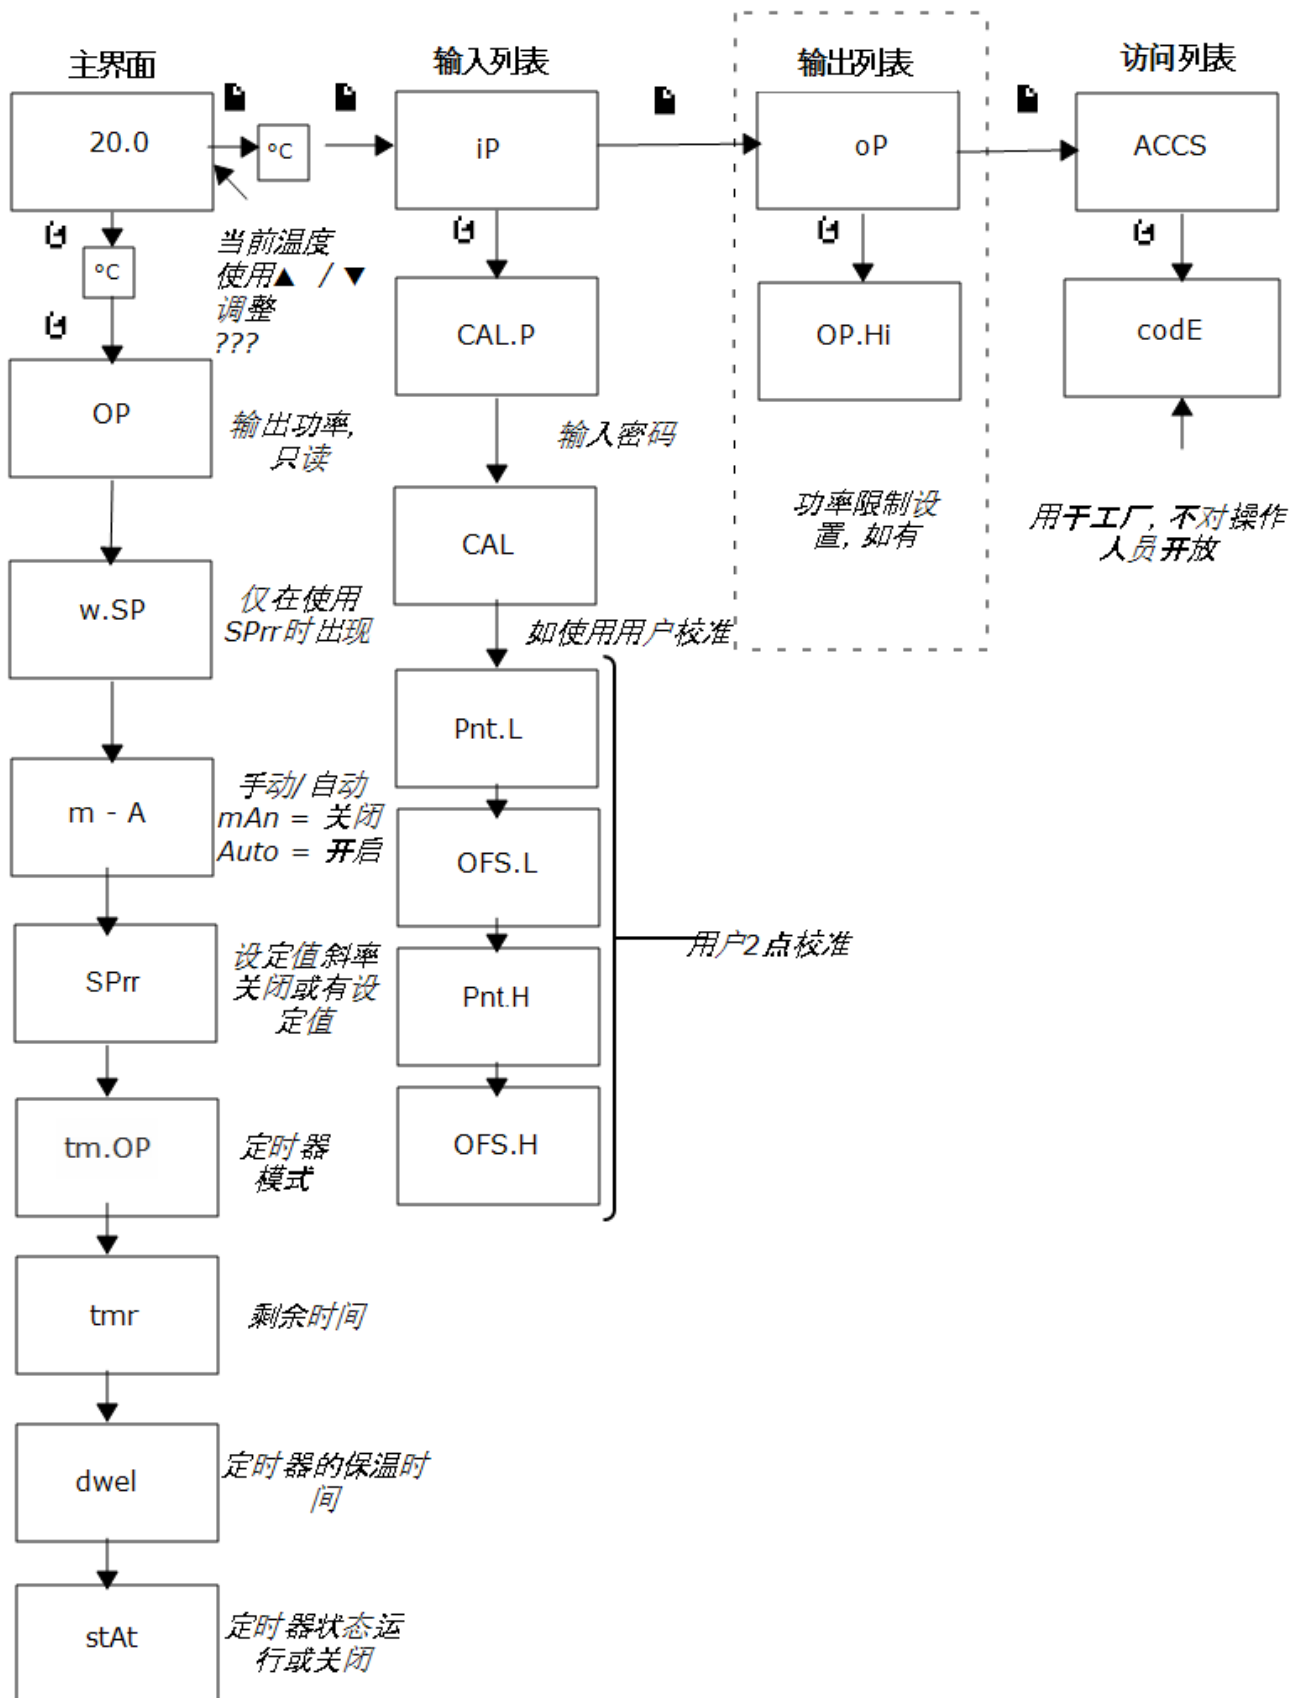 主界面
输入列表
输出列表
访问列表
20.0
°C
iP
oP
ACCS
°C
当前温度
使用▲ / ▼
调整
???
CAL.P
OP.Hi
codE
OP
输出功率,
只读
输入密码
功率限制设
置, 如有
用于工厂, 不对操作
人员开放
CAL
w.SP
仅在使用
SPrr时出现
如使用用户校准
Pnt.L
m - A
手动/自动
mAn = 关闭
Auto = 开启
OFS.L
用户2点校准
SPrr
设定值斜率
关闭或有设
定值
Pnt.H
tm.OP
定时器
模式
OFS.H
tmr
剩余时间
dwel
定时器的保温时
间
stAt
定时器状态运
行或关闭